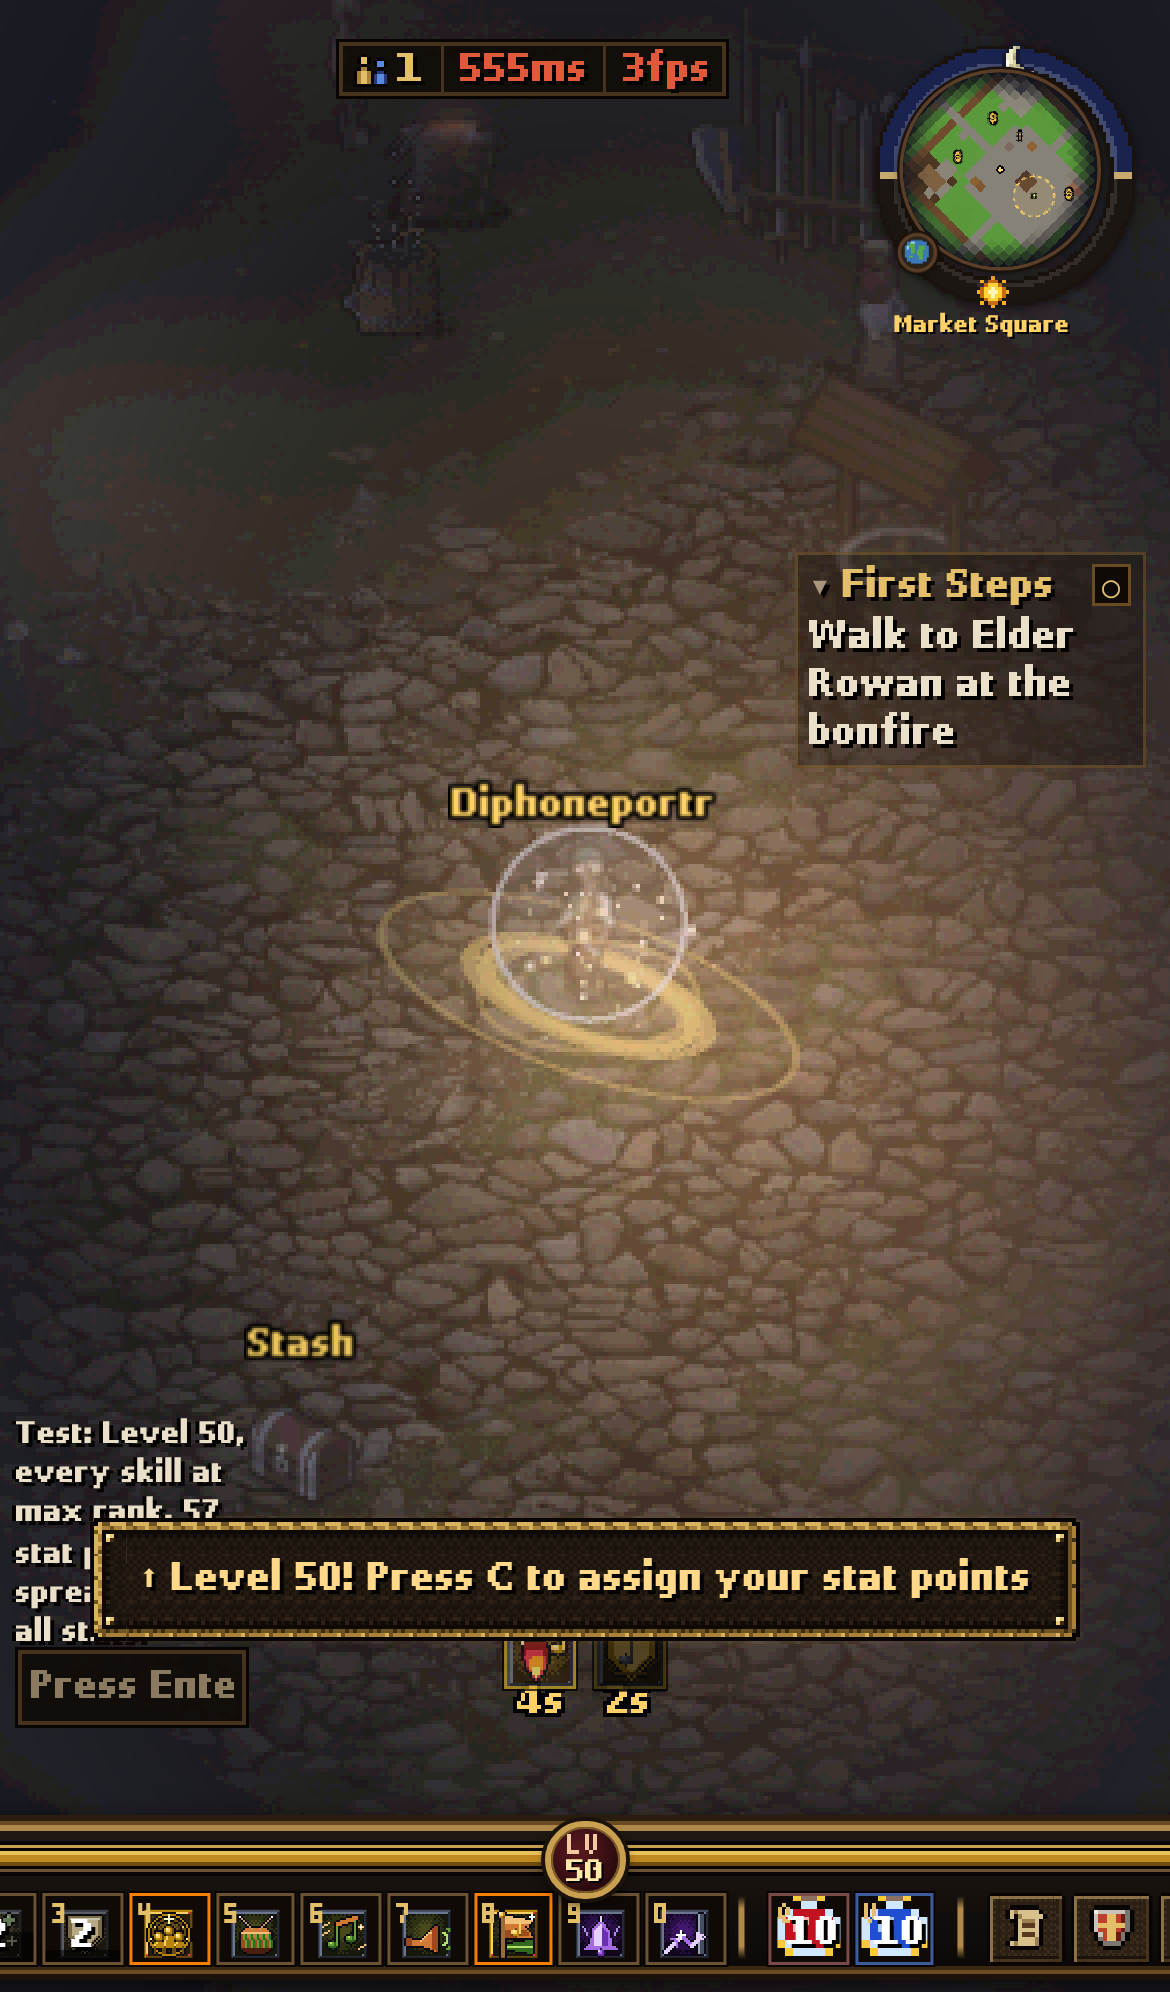 1 555ms 3fps
Market Square
▼ First Steps
Walk to Elder
Rowan at the
bonfire
Diphoneportr
Stash
Test: Level 50,
every skill at
max rank, 57
stat
all
↑ Level 50! Press C to assign your stat points
Press Ente
4s 2s
LV
50
3 2 4 5 6 7 8 9 0 10 10